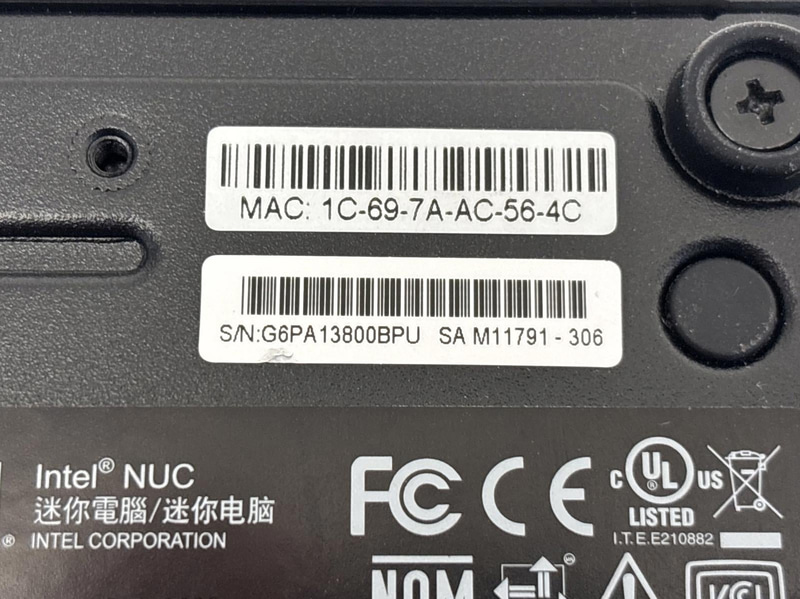 MAC: 1C-69-7A-AC-56-4C
S/N:G6PA13800BPU SA M11791 - 306
Intel® NUC
迷你電腦/迷你电脑
® INTEL CORPORATION
FC CE
C UL® US
LISTED
I.T.E.E210882
NOM
VCCI